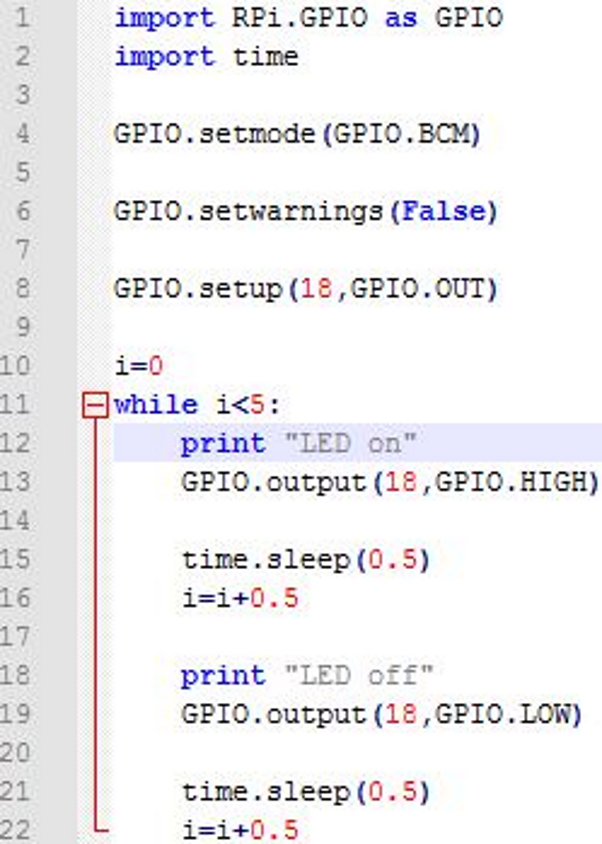 1 import RPi.GPIO as GPIO
2 import time
3
4 GPIO.setmode(GPIO.BCM)
5
6 GPIO.setwarnings(False)
7
8 GPIO.setup(18,GPIO.OUT)
9
10 i=0
11 while i<5:
12     print "LED on"
13     GPIO.output(18,GPIO.HIGH)
14
15     time.sleep(0.5)
16     i=i+0.5
17
18     print "LED off"
19     GPIO.output(18,GPIO.LOW)
20
21     time.sleep(0.5)
22     i=i+0.5